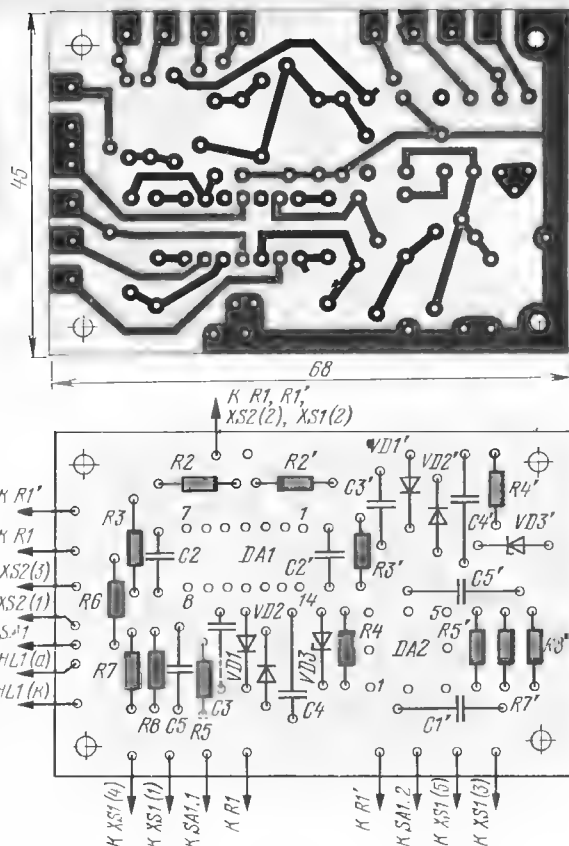 45
68
К R1, R1',
XS2(2), XS1(2)
R2
R2'
VD1'
VD2'
C3'
C4'
R4'
VD3'
К R1'
К R1
XS2(3)
XS2(1)
SA1
HL1(а)
HL1(к)
R3
7
1
C2
DA1
C2'
R3'
C5'
R6
8
VD2
14
R4
5
R5'
R8'
R7
R8
C5
R5
C3
VD1
C4
VD3
1
DA2
C1'
R7'
К XS1(4)
К XS1(1)
К SA1.1
К R1
К R1'
К SA1.2
К XS1(5)
К XS1(3)